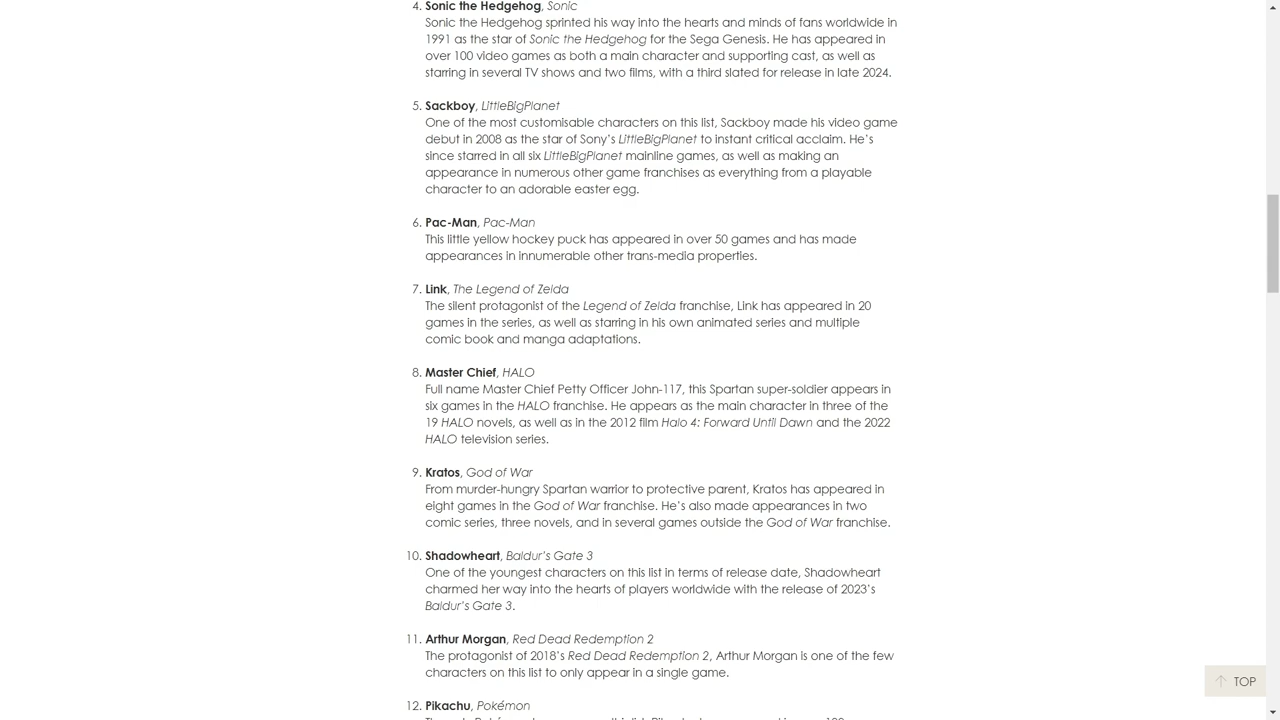 4. Sonic the Hedgehog, Sonic
Sonic the Hedgehog sprinted his way into the hearts and minds of fans worldwide in
1991 as the star of Sonic the Hedgehog for the Sega Genesis. He has appeared in
over 100 video games as both a main character and supporting cast, as well as
starring in several TV shows and two films, with a third slated for release in late 2024.
5. Sackboy, LittleBigPlanet
One of the most customisable characters on this list, Sackboy made his video game
debut in 2008 as the star of Sony's LittleBigPlanet to instant critical acclaim. He's
since starred in all six LittleBigPlanet mainline games, as well as making an
appearance in numerous other game franchises as everything from a playable
character to an adorable easter egg.
6. Pac-Man, Pac-Man
This little yellow hockey puck has appeared in over 50 games and has made
appearances in innumerable other trans-media properties.
7. Link, The Legend of Zelda
The silent protagonist of the Legend of Zelda franchise, Link has appeared in 20
games in the series, as well as starring in his own animated series and multiple
comic book and manga adaptations.
8. Master Chief, HALO
Full name Master Chief Petty Officer John-117, this Spartan super-soldier appears in
six games in the HALO franchise. He appears as the main character in three of the
19 HALO novels, as well as in the 2012 film Halo 4: Forward Until Dawn and the 2022
HALO television series.
9. Kratos, God of War
From murder-hungry Spartan warrior to protective parent, Kratos has appeared in
eight games in the God of War franchise. He's also made appearances in two
comic series, three novels, and in several games outside the God of War franchise.
10. Shadowheart, Baldur's Gate 3
One of the youngest characters on this list in terms of release date, Shadowheart
charmed her way into the hearts of players worldwide with the release of 2023's
Baldur's Gate 3.
11. Arthur Morgan, Red Dead Redemption 2
The protagonist of 2018's Red Dead Redemption 2, Arthur Morgan is one of the few
characters on this list to only appear in a single game.
TOP
12. Pikachu, Pokémon